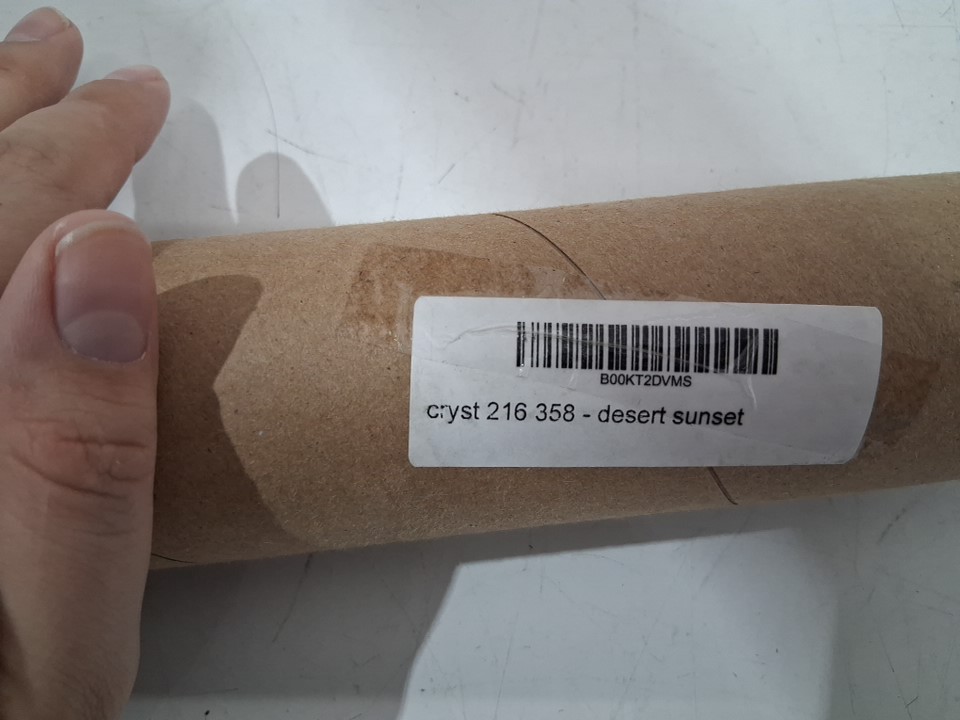 B00KT2DVMS
cryst 216 358 - desert sunset